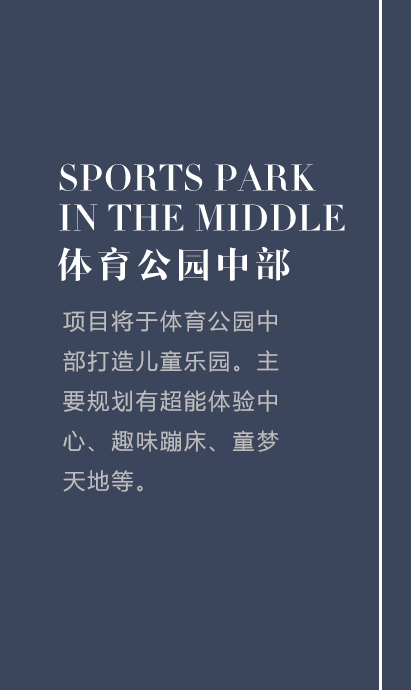 SPORTS PARK
IN THE MIDDLE
体育公园中部
项目将于体育公园中
部打造儿童乐园。主
要规划有超能体验中
心、趣味蹦床、童梦
天地等。